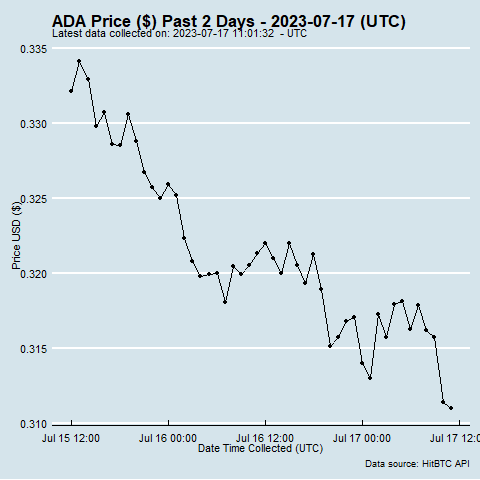 ADA Price ($) Past 2 Days - 2023-07-17 (UTC)
Latest data collected on: 2023-07-17 11:01:32  - UTC
0.335
0.330
0.325
0.320
0.315
0.310
Price USD ($)
Jul 15 12:00
Jul 16 00:00
Jul 16 12:00
Jul 17 00:00
Jul 17 12:00
Date Time Collected (UTC)
Data source: HitBTC API